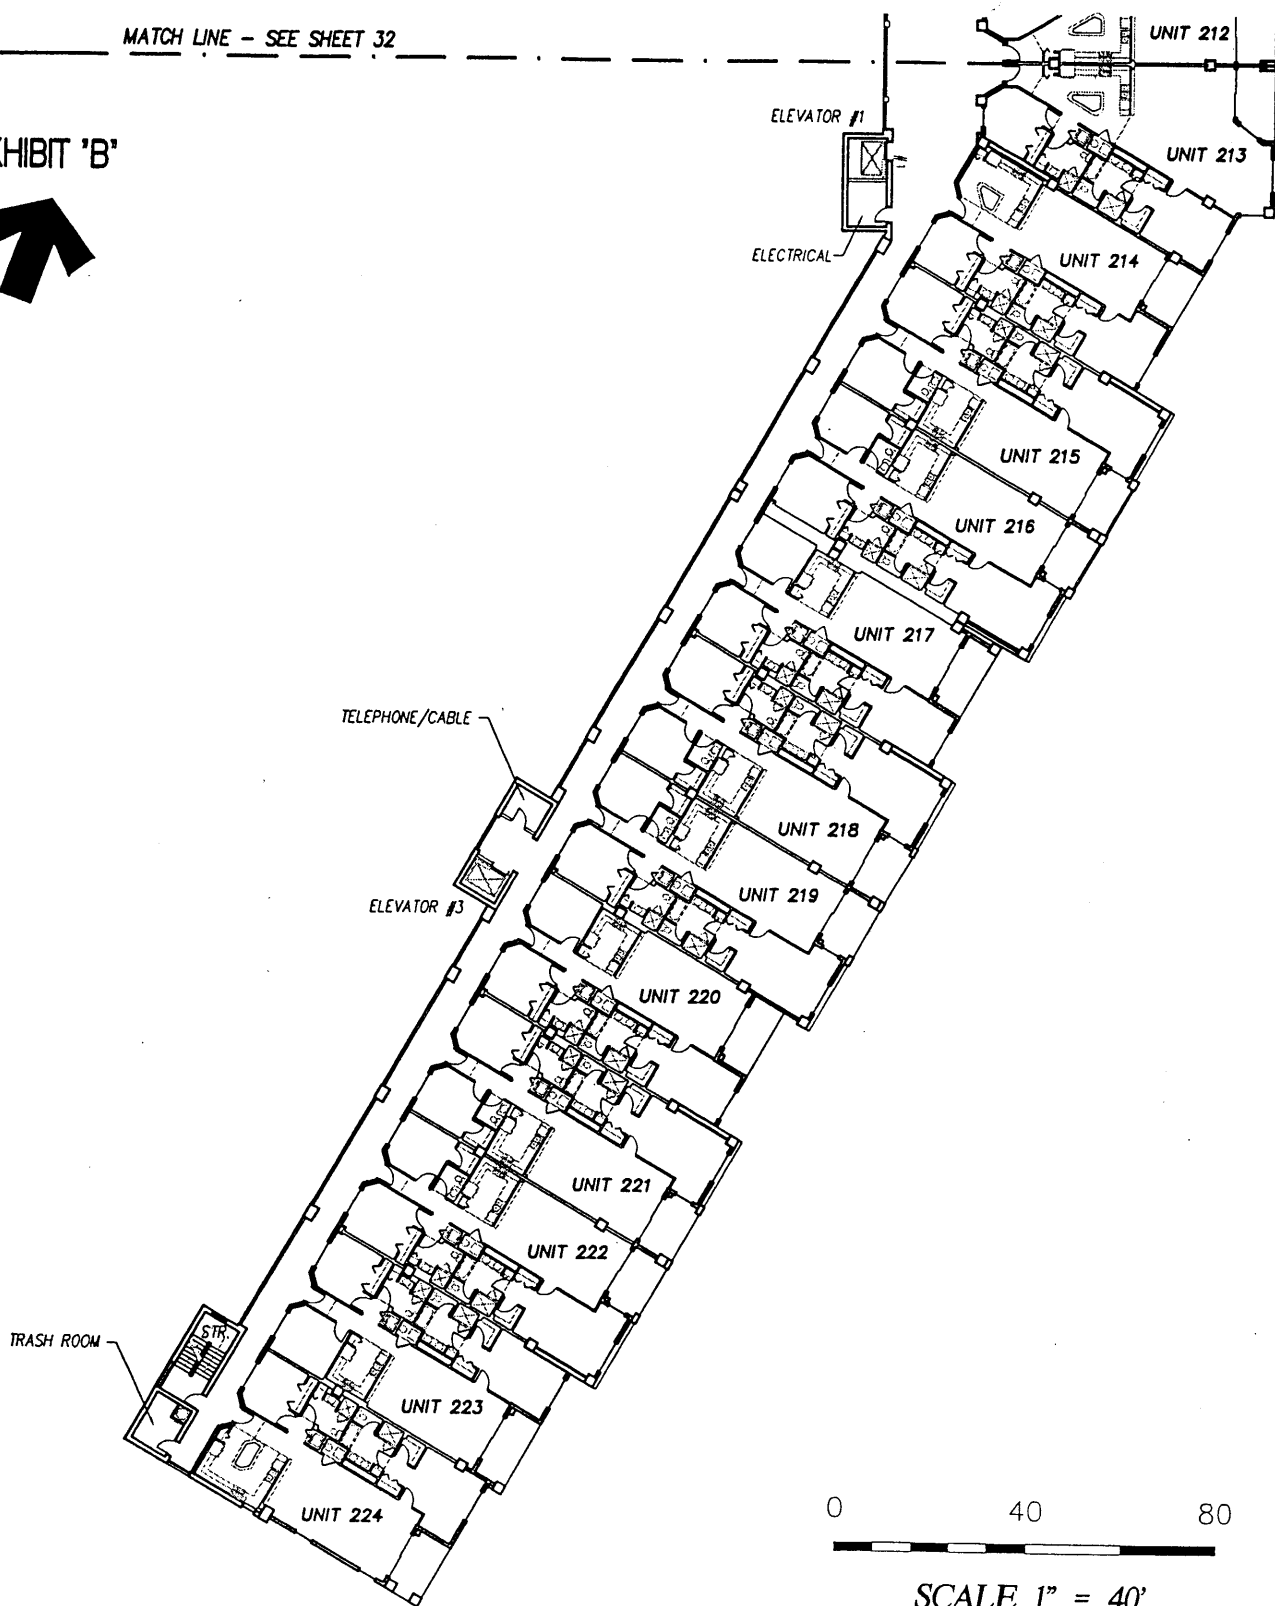 MATCH LINE - SEE SHEET 32
UNIT 212
ELEVATOR #1
HIBIT 'B'
UNIT 213
ELECTRICAL
UNIT 214
UNIT 215
UNIT 216
UNIT 217
TELEPHONE/CABLE
UNIT 218
UNIT 219
ELEVATOR #3
UNIT 220
UNIT 221
UNIT 222
STR.
TRASH ROOM
UNIT 223
UNIT 224
0 40 80
SCALE 1" = 40'